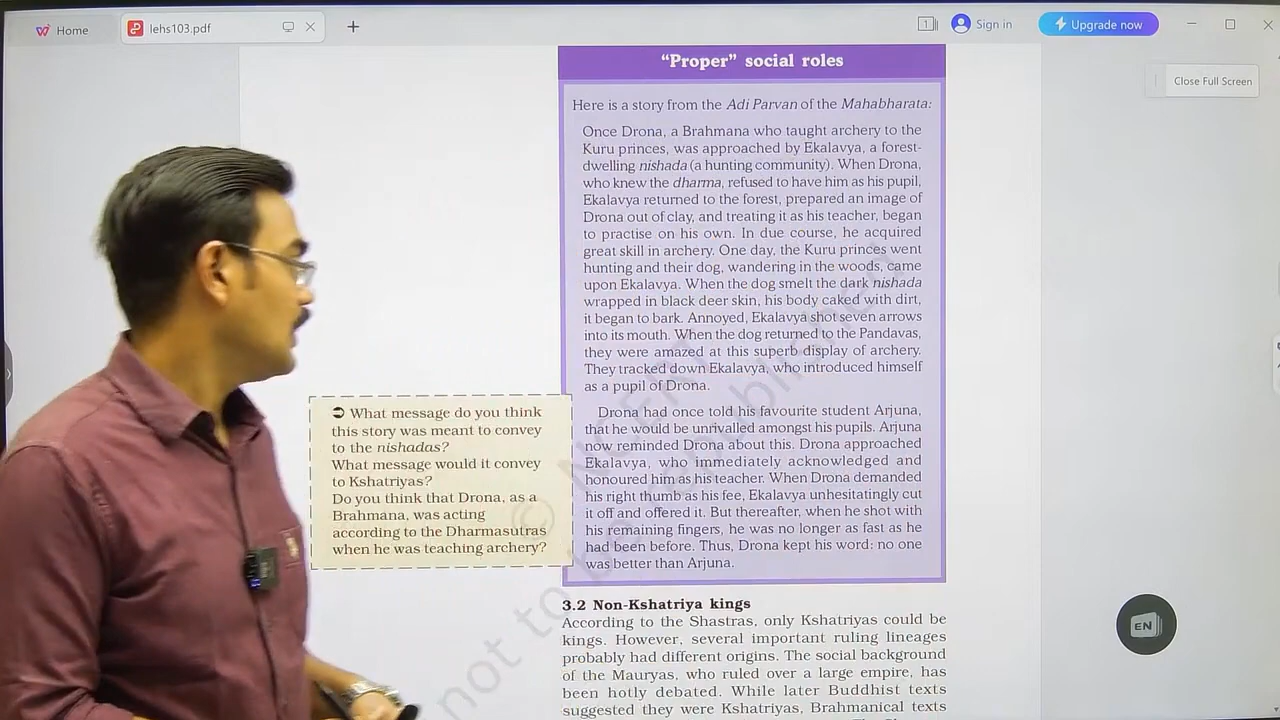 Home
lehs103.pdf
1
Sign in
Upgrade now
Close Full Screen
“Proper” social roles
Here is a story from the Adi Parvan of the Mahabharata:
Once Drona, a Brahmana who taught archery to the
Kuru princes, was approached by Ekalavya, a forest-
dwelling nishada (a hunting community). When Drona,
who knew the dharma, refused to have him as his pupil,
Ekalavya returned to the forest, prepared an image of
Drona out of clay, and treating it as his teacher, began
to practise on his own. In due course, he acquired
great skill in archery. One day, the Kuru princes went
hunting and their dog, wandering in the woods, came
upon Ekalavya. When the dog smelt the dark nishada
wrapped in black deer skin, his body caked with dirt,
it began to bark. Annoyed, Ekalavya shot seven arrows
into its mouth. When the dog returned to the Pandavas,
they were amazed at this superb display of archery.
They tracked down Ekalavya, who introduced himself
as a pupil of Drona.
Drona had once told his favourite student Arjuna,
that he would be unrivalled amongst his pupils. Arjuna
now reminded Drona about this. Drona approached
Ekalavya, who immediately acknowledged and
honoured him as his teacher. When Drona demanded
his right thumb as his fee, Ekalavya unhesitatingly cut
it off and offered it. But thereafter, when he shot with
his remaining fingers, he was no longer as fast as he
had been before. Thus, Drona kept his word: no one
was better than Arjuna.
➲ What message do you think
this story was meant to convey
to the nishadas?
What message would it convey
to Kshatriyas?
Do you think that Drona, as a
Brahmana, was acting
according to the Dharmasutras
when he was teaching archery?
3.2 Non-Kshatriya kings
According to the Shastras, only Kshatriyas could be
kings. However, several important ruling lineages
probably had different origins. The social background
of the Mauryas, who ruled over a large empire, has
been hotly debated. While later Buddhist texts
suggested they were Kshatriyas, Brahmanical texts
EN
not to be